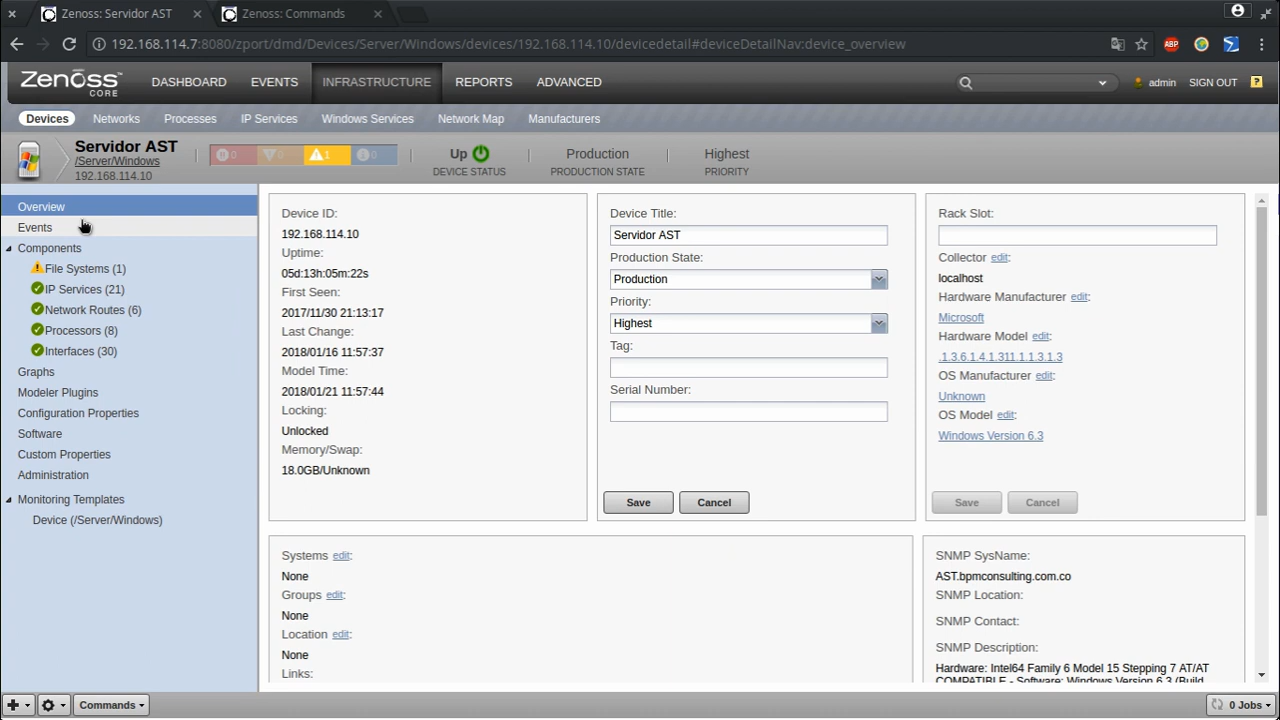 Zenoss: Servidor AST
Zenoss: Commands
192.168.114.7:8080/zport/dmd/Devices/Server/Windows/devices/192.168.114.10/devicedetail#deviceDetailNav:device_overview
ABP
Zenoss CORE
DASHBOARD EVENTS INFRASTRUCTURE REPORTS ADVANCED
admin SIGN OUT ?
Devices Networks Processes IP Services Windows Services Network Map Manufacturers
Servidor AST
/Server/Windows
192.168.114.10
0 0 1 0
Up
DEVICE STATUS
Production
PRODUCTION STATE
Highest
PRIORITY
Overview
Events
Components
File Systems (1)
IP Services (21)
Network Routes (6)
Processors (8)
Interfaces (30)
Graphs
Modeler Plugins
Configuration Properties
Software
Custom Properties
Administration
Monitoring Templates
Device (/Server/Windows)
Device ID:
192.168.114.10
Uptime:
05d:13h:05m:22s
First Seen:
2017/11/30 21:13:17
Last Change:
2018/01/16 11:57:37
Model Time:
2018/01/21 11:57:44
Locking:
Unlocked
Memory/Swap:
18.0GB/Unknown
Device Title:
Servidor AST
Production State:
Production
Priority:
Highest
Tag:
Serial Number:
Save Cancel
Rack Slot:
Collector edit:
localhost
Hardware Manufacturer edit:
Microsoft
Hardware Model edit:
.1.3.6.1.4.1.311.1.1.3.1.3
OS Manufacturer edit:
Unknown
OS Model edit:
Windows Version 6.3
Save Cancel
Systems edit:
None
Groups edit:
None
Location edit:
None
Links:
SNMP SysName:
AST.bpmconsulting.com.co
SNMP Location:
SNMP Contact:
SNMP Description:
Hardware: Intel64 Family 6 Model 15 Stepping 7 AT/AT
COMPATIBLE - Software: Windows Version 6.3 (Build
Commands
0 Jobs